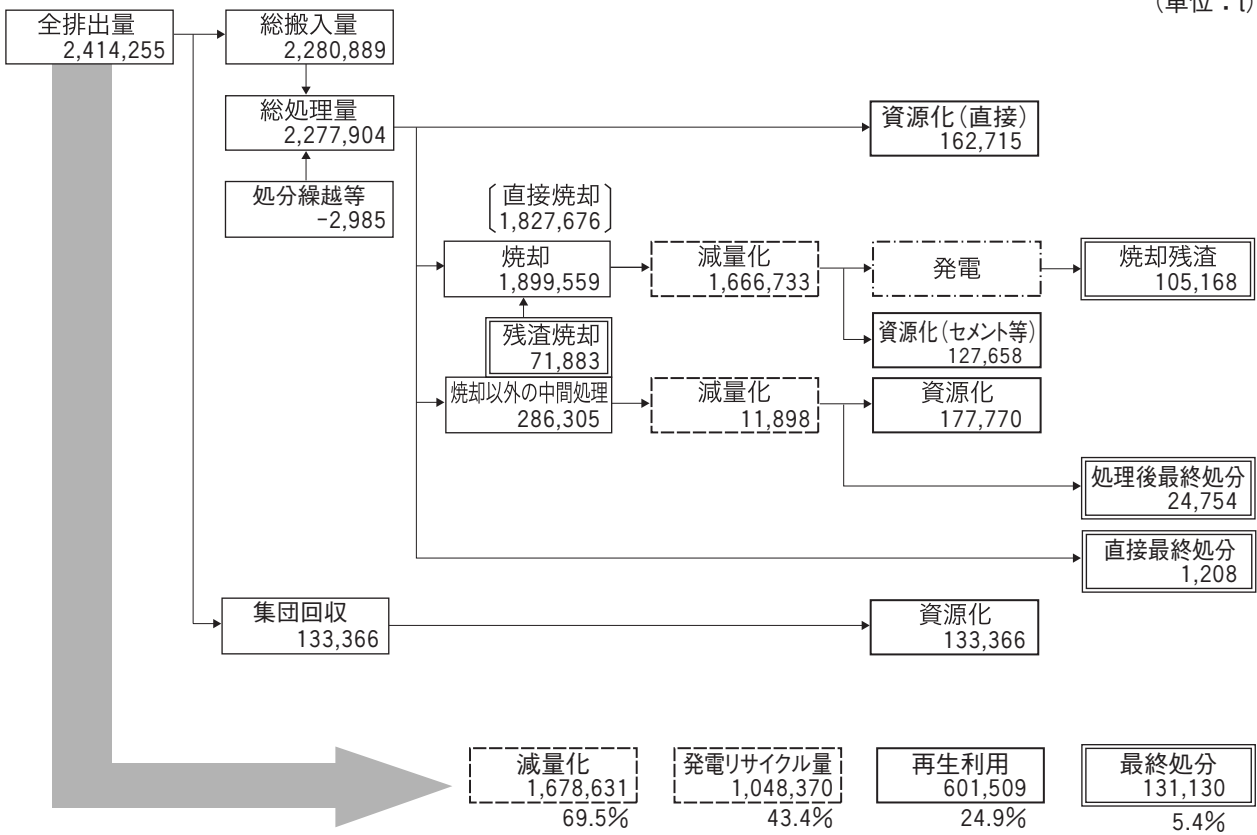 (単位:t)
全排出量
2,414,255
総搬入量
2,280,889
総処理量
2,277,904
資源化(直接)
162,715
処分繰越等
-2,985
〔直接焼却
1,827,676〕
焼却
1,899,559
減量化
1,666,733
発電
焼却残渣
105,168
残渣焼却
71,883
資源化(セメント等)
127,658
焼却以外の中間処理
286,305
減量化
11,898
資源化
177,770
処理後最終処分
24,754
直接最終処分
1,208
集団回収
133,366
資源化
133,366
減量化
1,678,631
69.5%
発電リサイクル量
1,048,370
43.4%
再生利用
601,509
24.9%
最終処分
131,130
5.4%